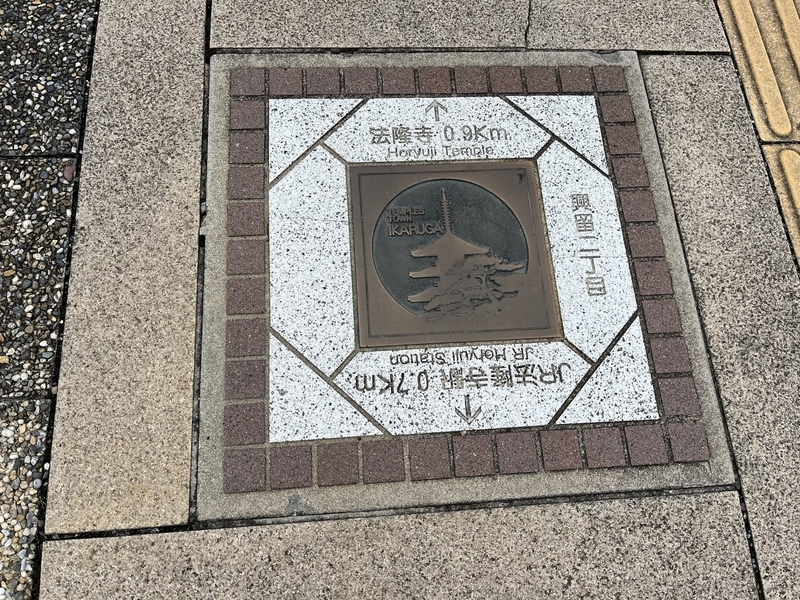 ↑
法隆寺 0.9Km
Horyuji Temple
TEMPLES
TOWN
IKARUGA
興留二丁目
JR Horyuji Station
JR法隆寺駅 0.7Km
↓